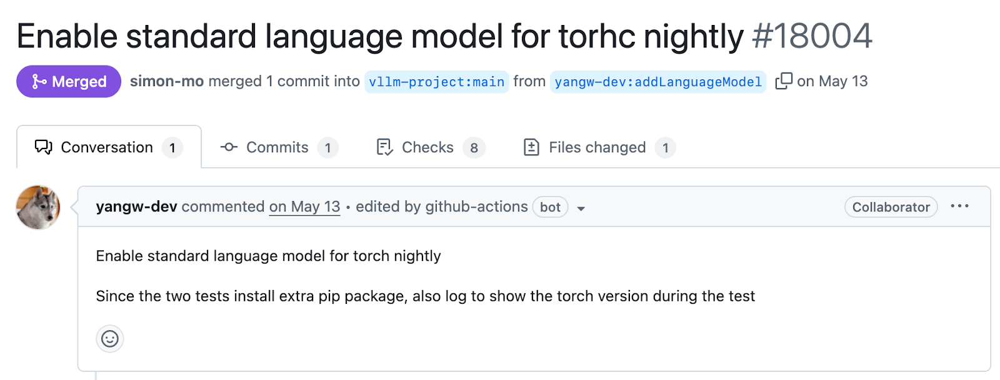 Enable standard language model for torhc nightly #18004
Merged simon-mo merged 1 commit into vllm-project:main from yangw-dev:addLanguageModel on May 13
Conversation 1 Commits 1 Checks 8 Files changed 1
yangw-dev commented on May 13 • edited by github-actions bot Collaborator
Enable standard language model for torch nightly
Since the two tests install extra pip package, also log to show the torch version during the test